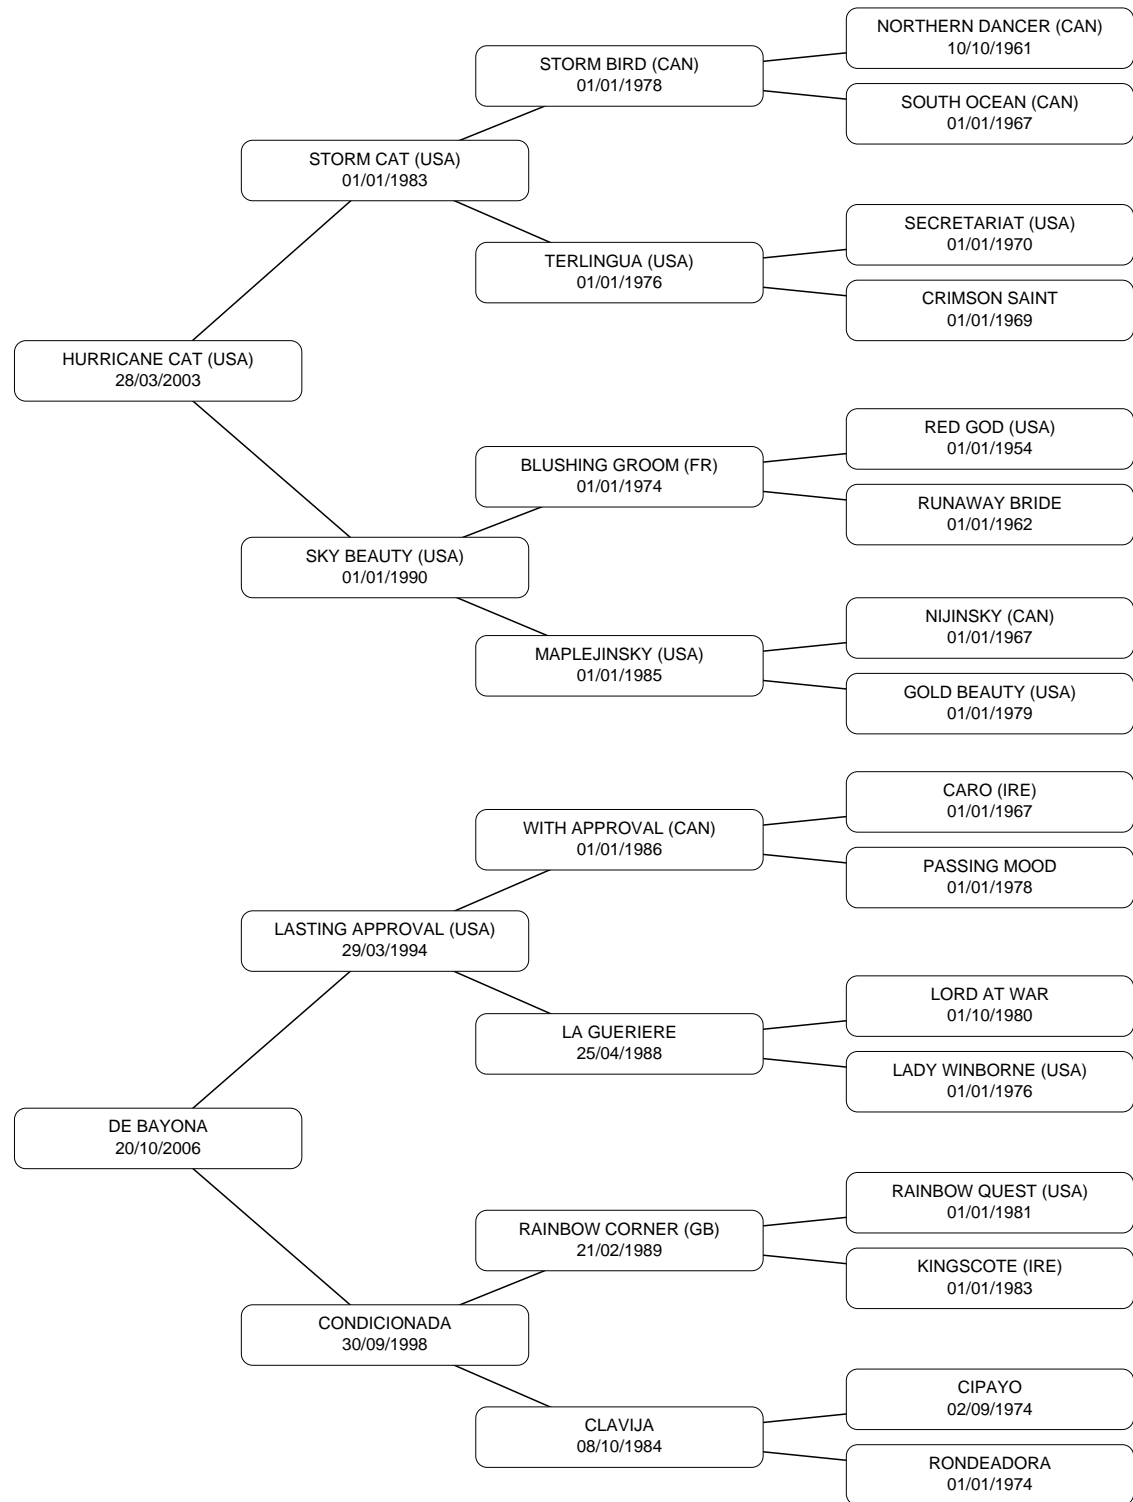 NORTHERN DANCER (CAN)
10/10/1961
STORM BIRD (CAN)
01/01/1978
SOUTH OCEAN (CAN)
01/01/1967
STORM CAT (USA)
01/01/1983
SECRETARIAT (USA)
01/01/1970
TERLINGUA (USA)
01/01/1976
CRIMSON SAINT
01/01/1969
HURRICANE CAT (USA)
28/03/2003
RED GOD (USA)
01/01/1954
BLUSHING GROOM (FR)
01/01/1974
RUNAWAY BRIDE
01/01/1962
SKY BEAUTY (USA)
01/01/1990
NIJINSKY (CAN)
01/01/1967
MAPLEJINSKY (USA)
01/01/1985
GOLD BEAUTY (USA)
01/01/1979
CARO (IRE)
01/01/1967
WITH APPROVAL (CAN)
01/01/1986
PASSING MOOD
01/01/1978
LASTING APPROVAL (USA)
29/03/1994
LORD AT WAR
01/10/1980
LA GUERIERE
25/04/1988
LADY WINBORNE (USA)
01/01/1976
DE BAYONA
20/10/2006
RAINBOW QUEST (USA)
01/01/1981
RAINBOW CORNER (GB)
21/02/1989
KINGSCOTE (IRE)
01/01/1983
CONDICIONADA
30/09/1998
CIPAYO
02/09/1974
CLAVIJA
08/10/1984
RONDEADORA
01/01/1974